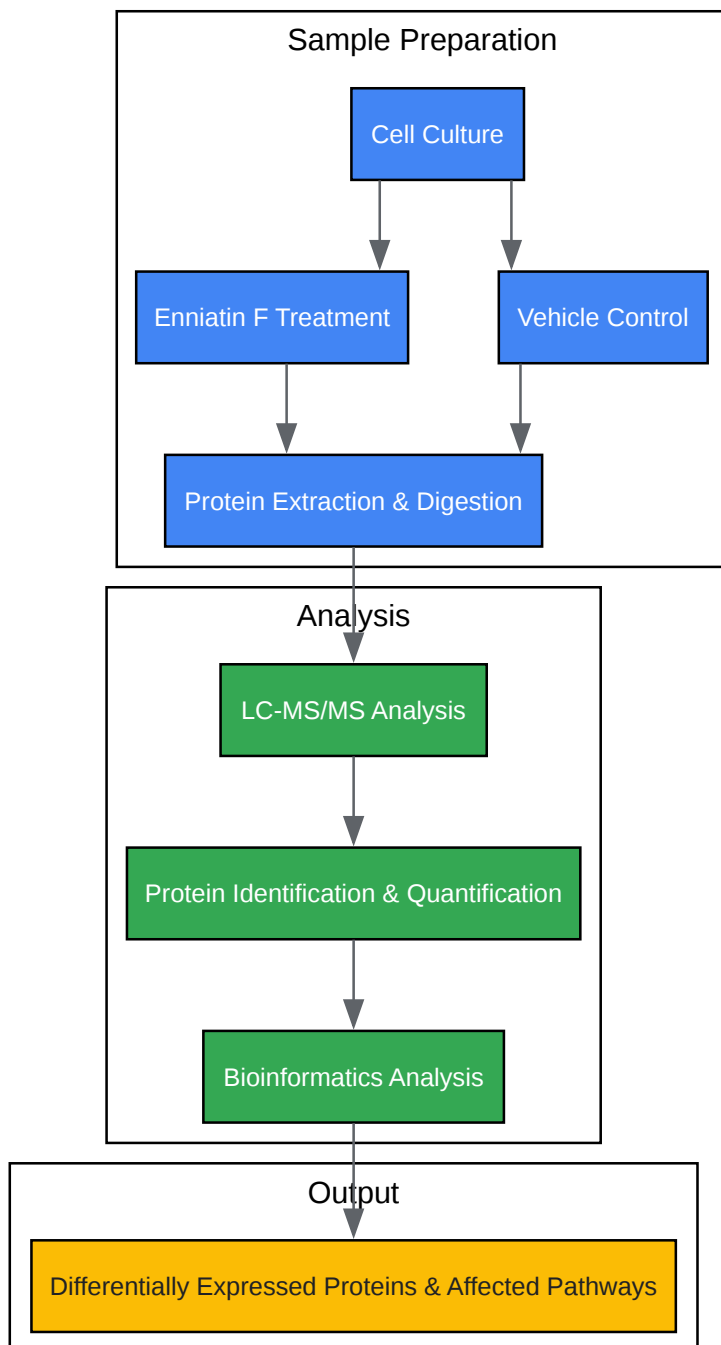 Sample Preparation
Cell Culture
Enniatin F Treatment
Vehicle Control
Protein Extraction & Digestion
Analysis
LC-MS/MS Analysis
Protein Identification & Quantification
Bioinformatics Analysis
Output
Differentially Expressed Proteins & Affected Pathways